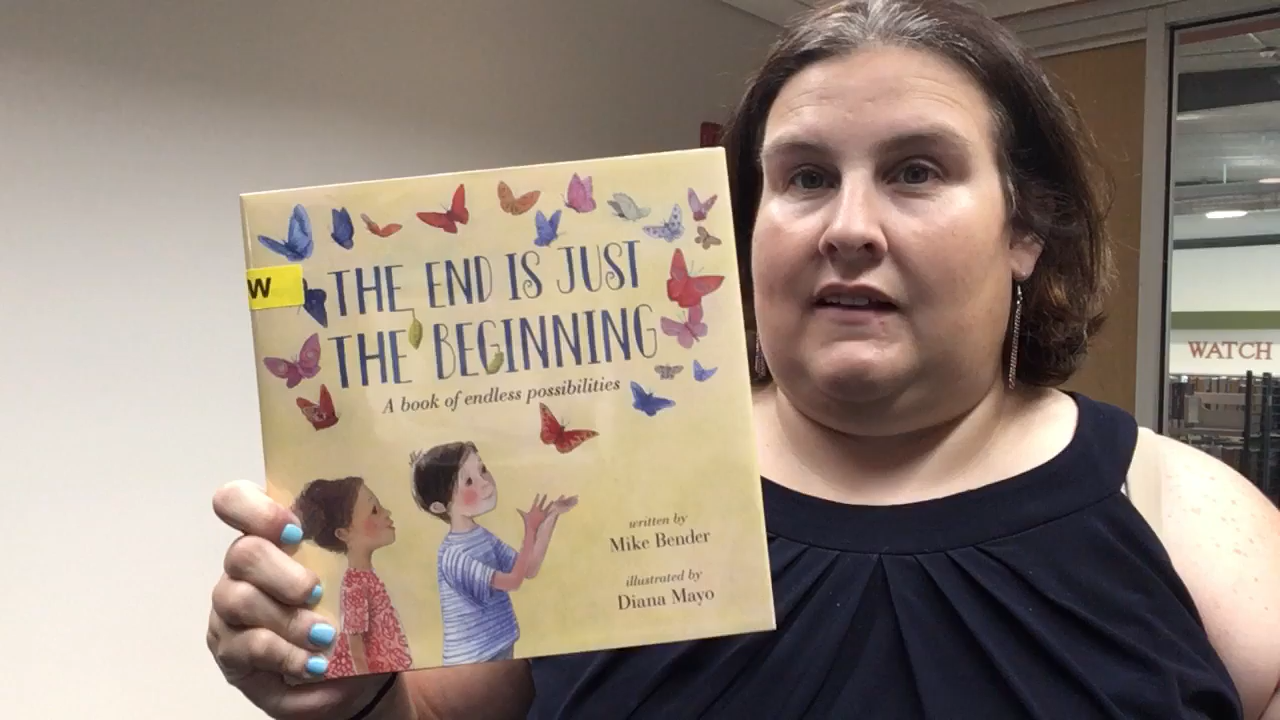 W
THE END IS JUST
THE BEGINNING
A book of endless possibilities
written by
Mike Bender
illustrated by
Diana Mayo
WATCH